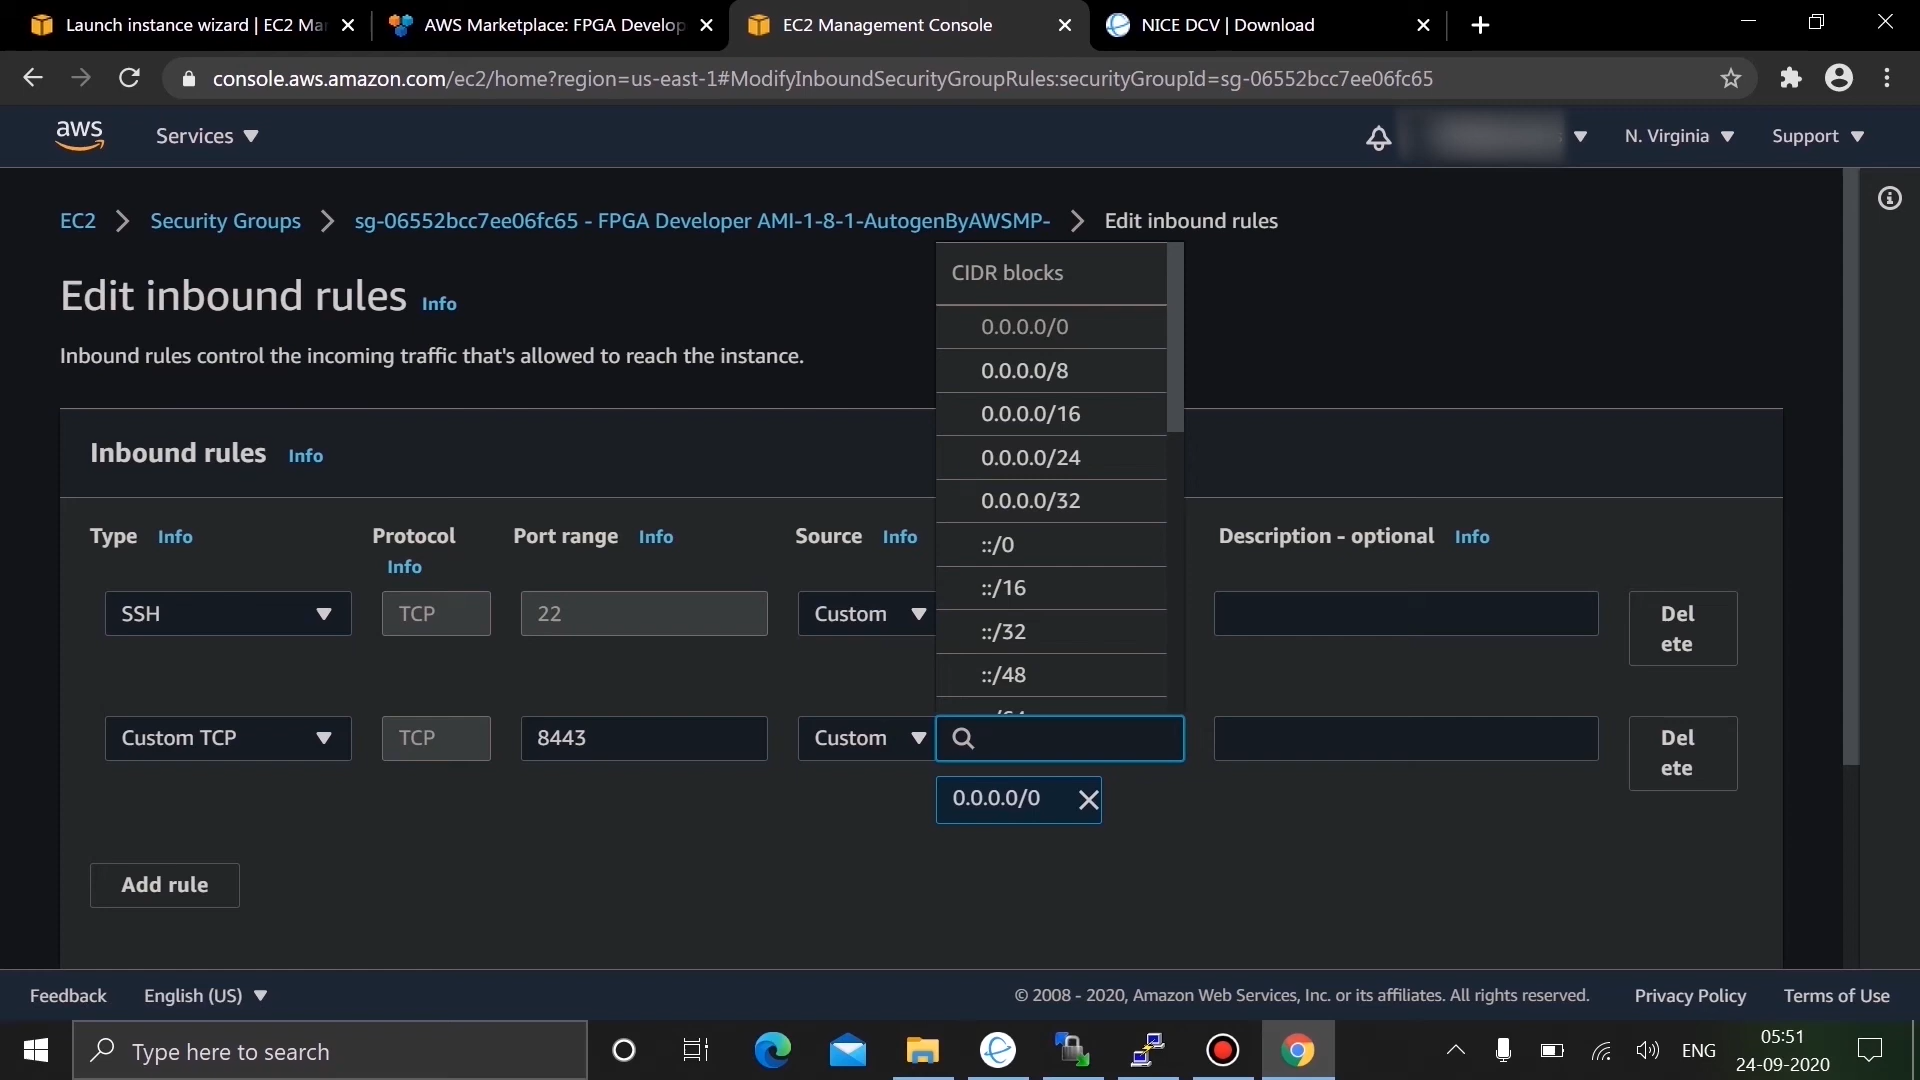 Launch instance wizard | EC2 Ma
AWS Marketplace: FPGA Develop
EC2 Management Console
NICE DCV | Download
console.aws.amazon.com/ec2/home?region=us-east-1#ModifyInboundSecurityGroupRules:securityGroupId=sg-06552bcc7ee06fc65
aws
Services
N. Virginia
Support
EC2
Security Groups
sg-06552bcc7ee06fc65 - FPGA Developer AMI-1-8-1-AutogenByAWSMP-
Edit inbound rules
Edit inbound rules Info
Inbound rules control the incoming traffic that's allowed to reach the instance.
CIDR blocks
0.0.0.0/0
0.0.0.0/8
0.0.0.0/16
0.0.0.0/24
0.0.0.0/32
::/0
::/16
::/32
::/48
Inbound rules Info
Type Info
Protocol Info
Port range Info
Source Info
Description - optional Info
SSH
TCP
22
Custom
Del
ete
Custom TCP
TCP
8443
Custom
Del
ete
0.0.0.0/0
Add rule
Feedback
English (US)
© 2008 - 2020, Amazon Web Services, Inc. or its affiliates. All rights reserved.
Privacy Policy
Terms of Use
Type here to search
ENG
05:51
24-09-2020